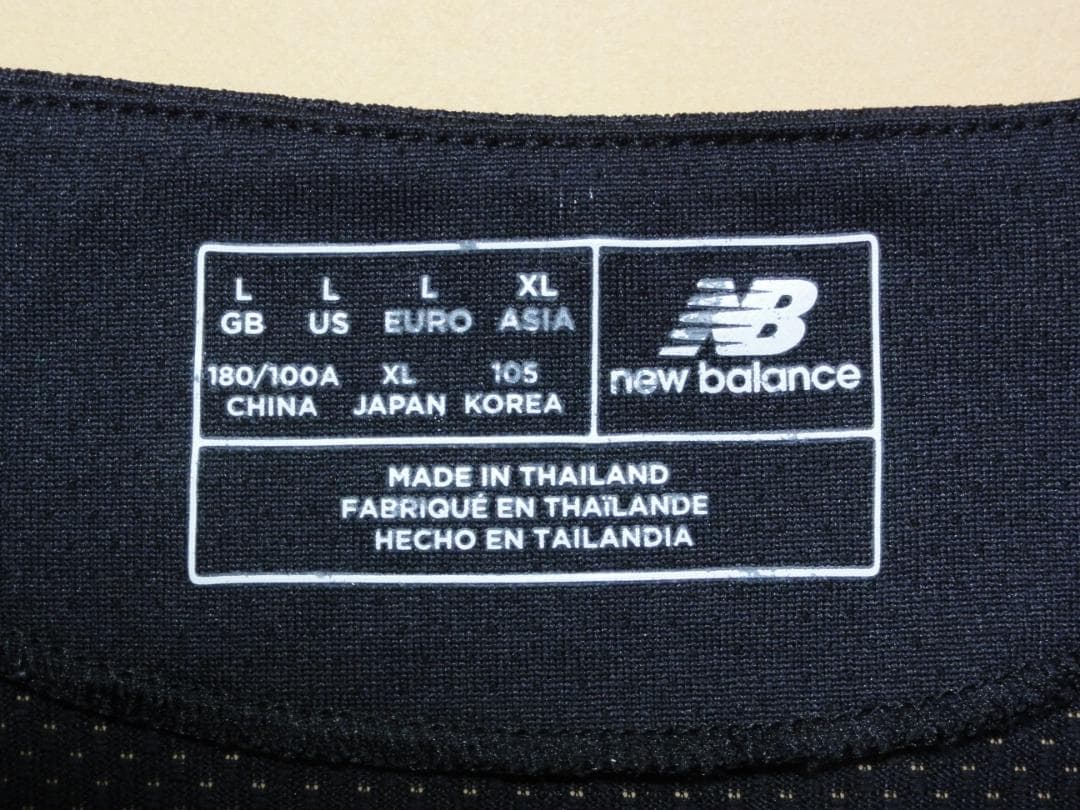 L L L XL
GB US EURO ASIA
180/100A XL 105
CHINA JAPAN KOREA
NB
new balance
MADE IN THAILAND
FABRIQUÉ EN THAÏLANDE
HECHO EN TAILANDIA